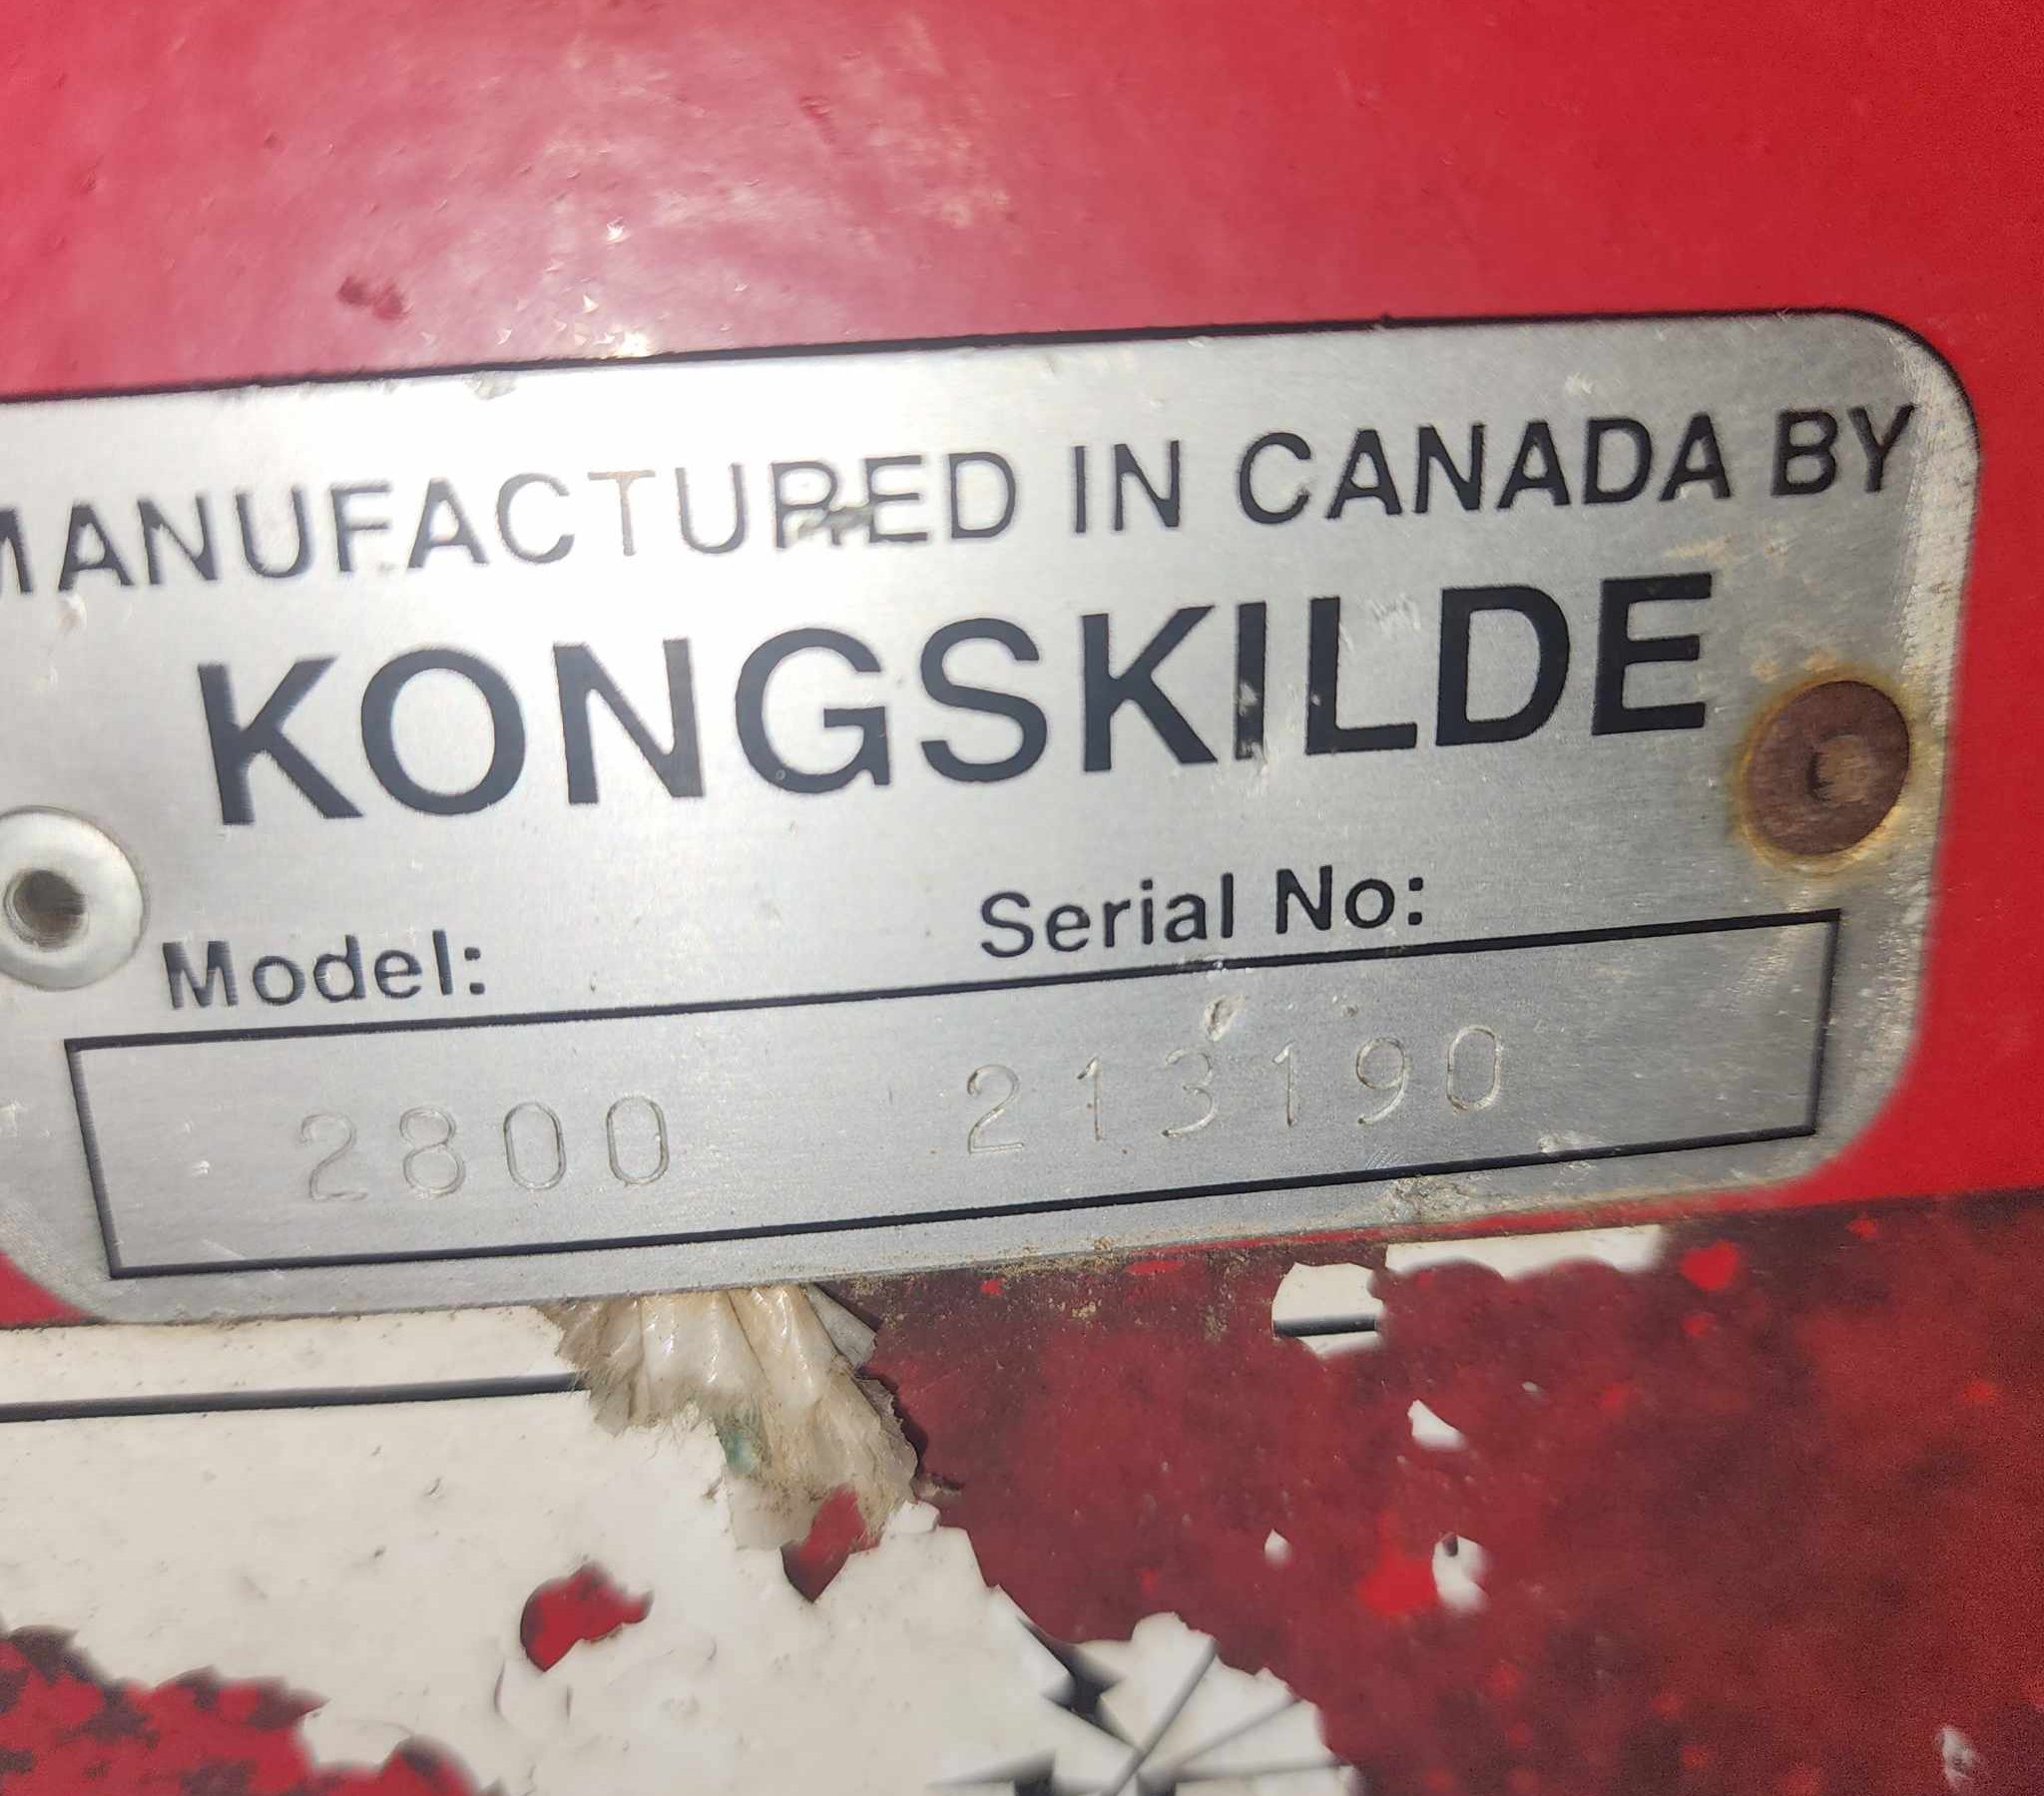 MANUFACTURED IN CANADA BY
KONGSKILDE
Model: Serial No:
2800 213190